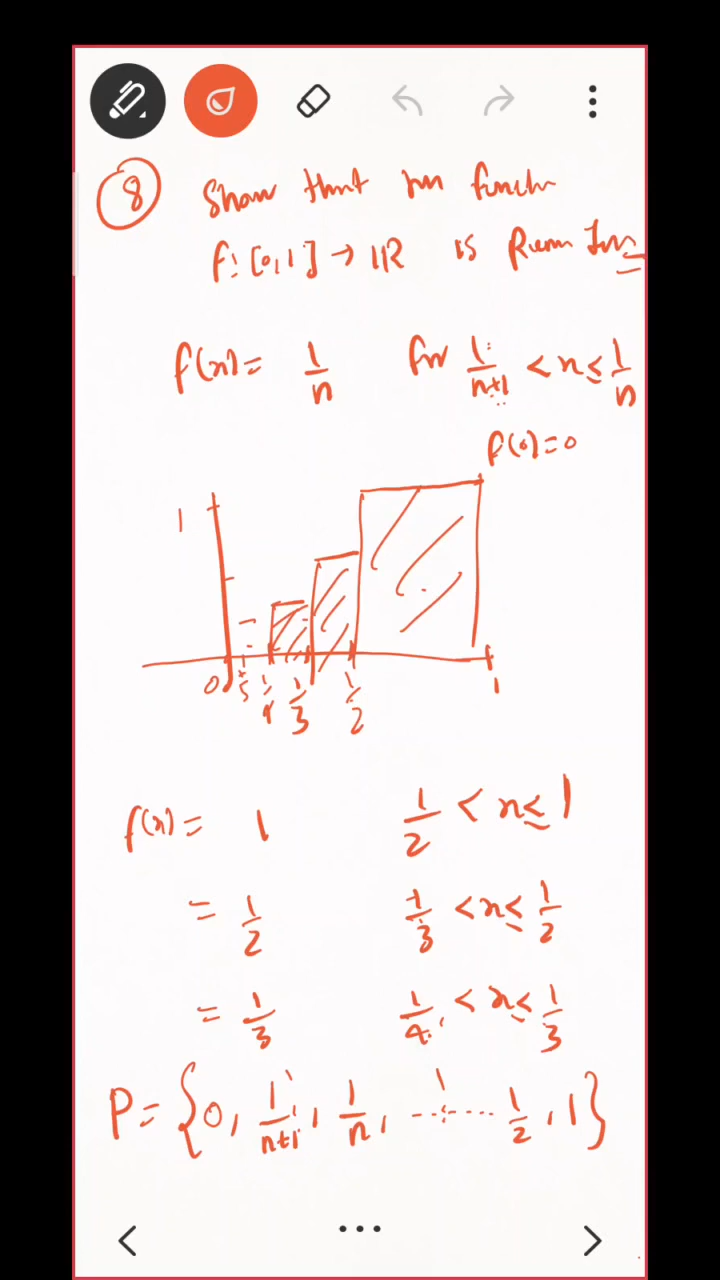 8 Show that the function
f: [0,1] → IR is Riem Int
f(x) = 1/n for 1/n+1 < x ≤ 1/n
f(0)=0
1
0 1/5 1/4 1/3 1/2 1
f(x) = 1 1/2 < x ≤ 1
= 1/2 1/3 < x ≤ 1/2
= 1/3 1/4 < x ≤ 1/3
P = {0, 1/n+1, 1/n, ........ 1/2, 1}